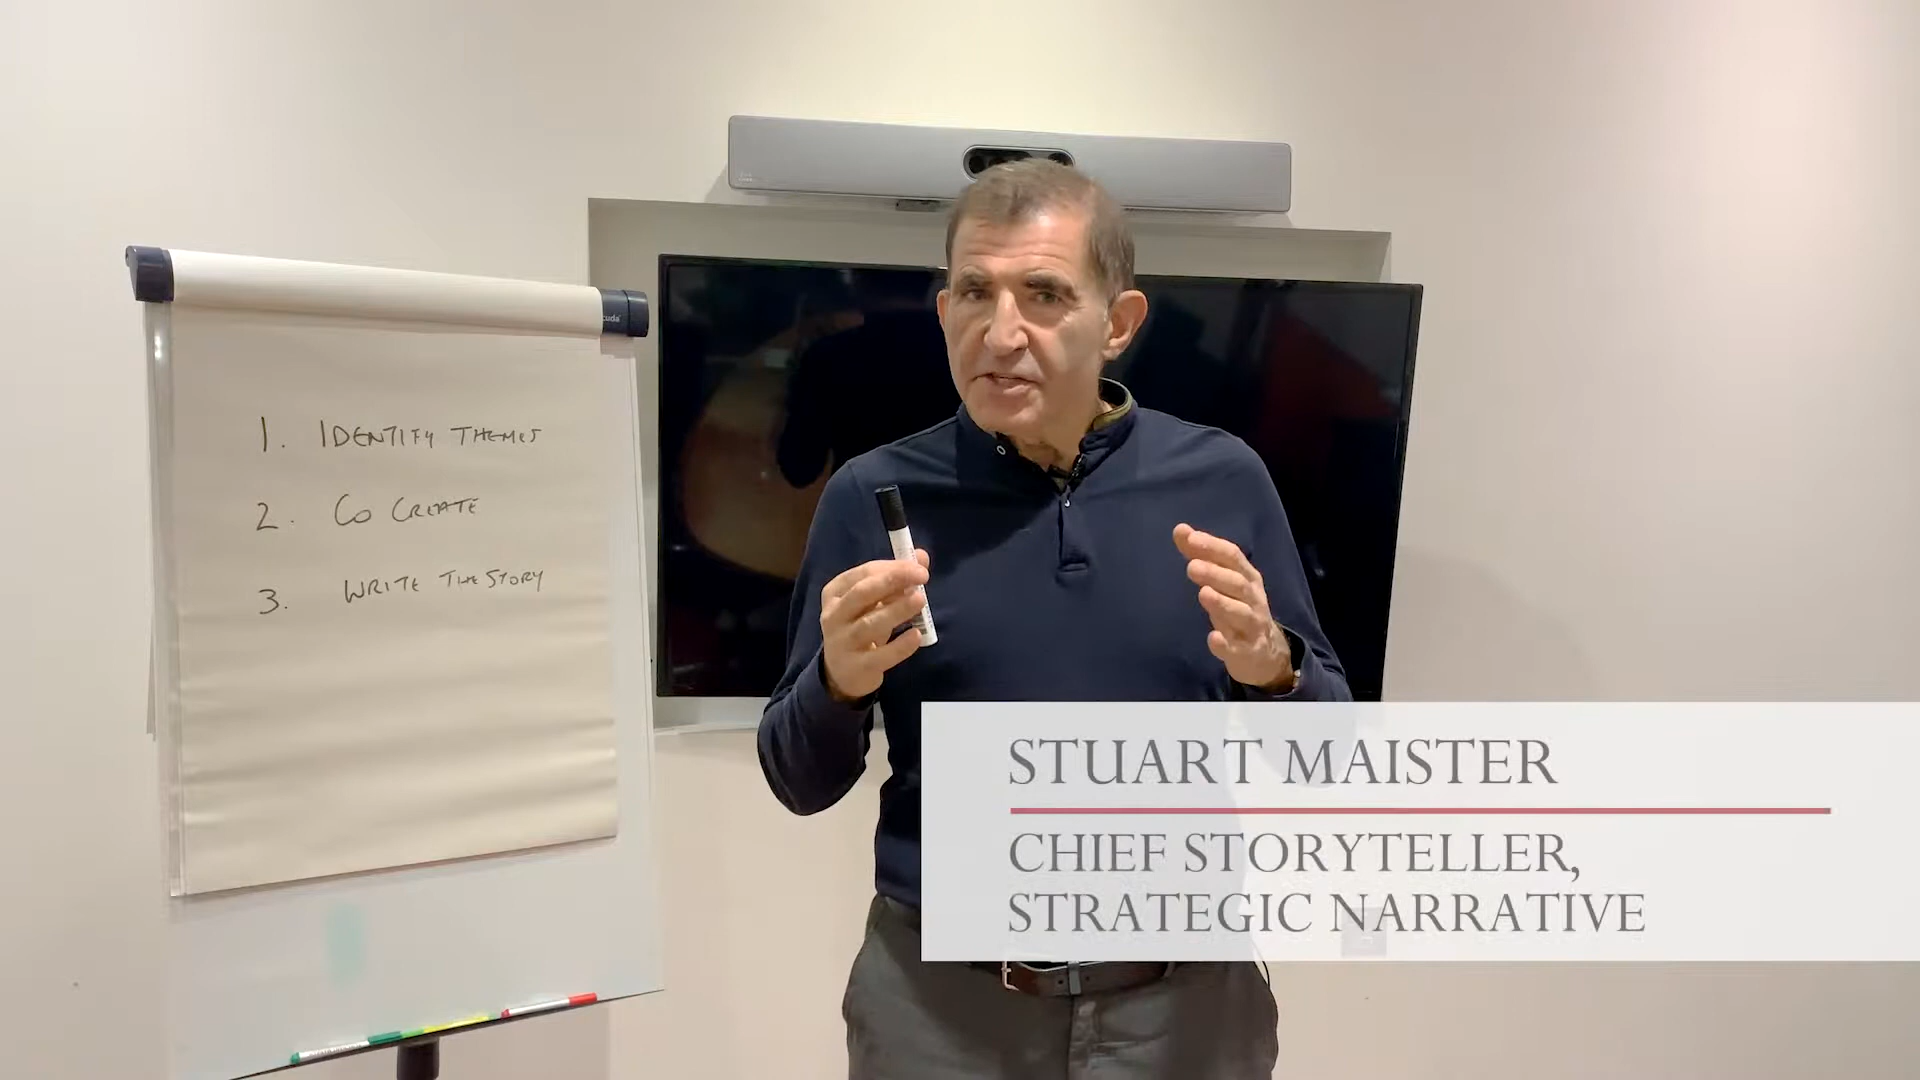 1. IDENTIFY THEMES
2. CO CREATE
3. WRITE THE STORY
STUART MAISTER
CHIEF STORYTELLER,
STRATEGIC NARRATIVE